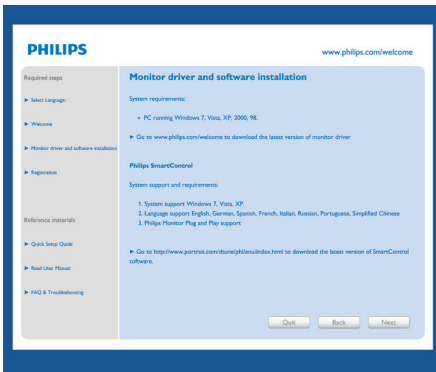 PHILIPS
www.philips.com/welcome
Required steps
Select Language:
Welcome
Monitor driver and software installation
Registration
Reference materials
Quick Setup Quide
Read User Manual
FAQ & Troubleshooting
Monitor driver and software installation
System requirements:
• PC running Windows 7, Vista, XP, 2000, 98.
Go to www.philips.com/welcome to download the latest version of monitor driver
Philips SmartControl
System support and requirements:
1. System support Windows 7, Vista, XP.
2. Language support English, German, Spanish, French, Italian, Russian, Portuguese, Simplified Chinese
3. Philips Monitor Plug and Play support
Go to http://www.portrait.com/dtune/phl/enu/index.html to download the latest version of SmartControl
software.
Quit
Back
Next